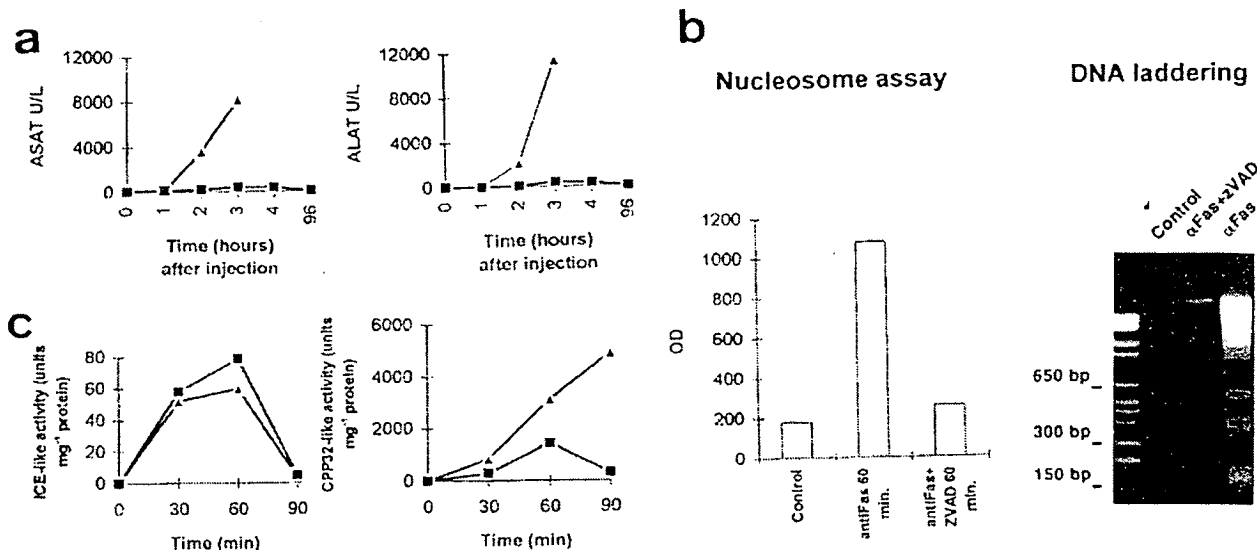 a
12000
8000
4000
0
ASAT U/L
0 1 2 3 4 96
Time (hours)
after injection
12000
8000
4000
0
ALAT U/L
0 1 2 3 4 96
Time (hours)
after injection
b
Nucleosome assay
1200
1000
800
600
400
200
0
OD
Control
antiFas 60
min.
antiFas+
ZVAD 60
min.
DNA laddering
Control
αFas+zVAD
αFas
650 bp
300 bp
150 bp
c
ICE-like activity (units
mg⁻¹ protein)
80
60
40
20
0
0 30 60 90
Time (min)
CPP32-like activity (units
mg⁻¹ protein)
6000
4000
2000
0
0 30 60 90
Time (min)